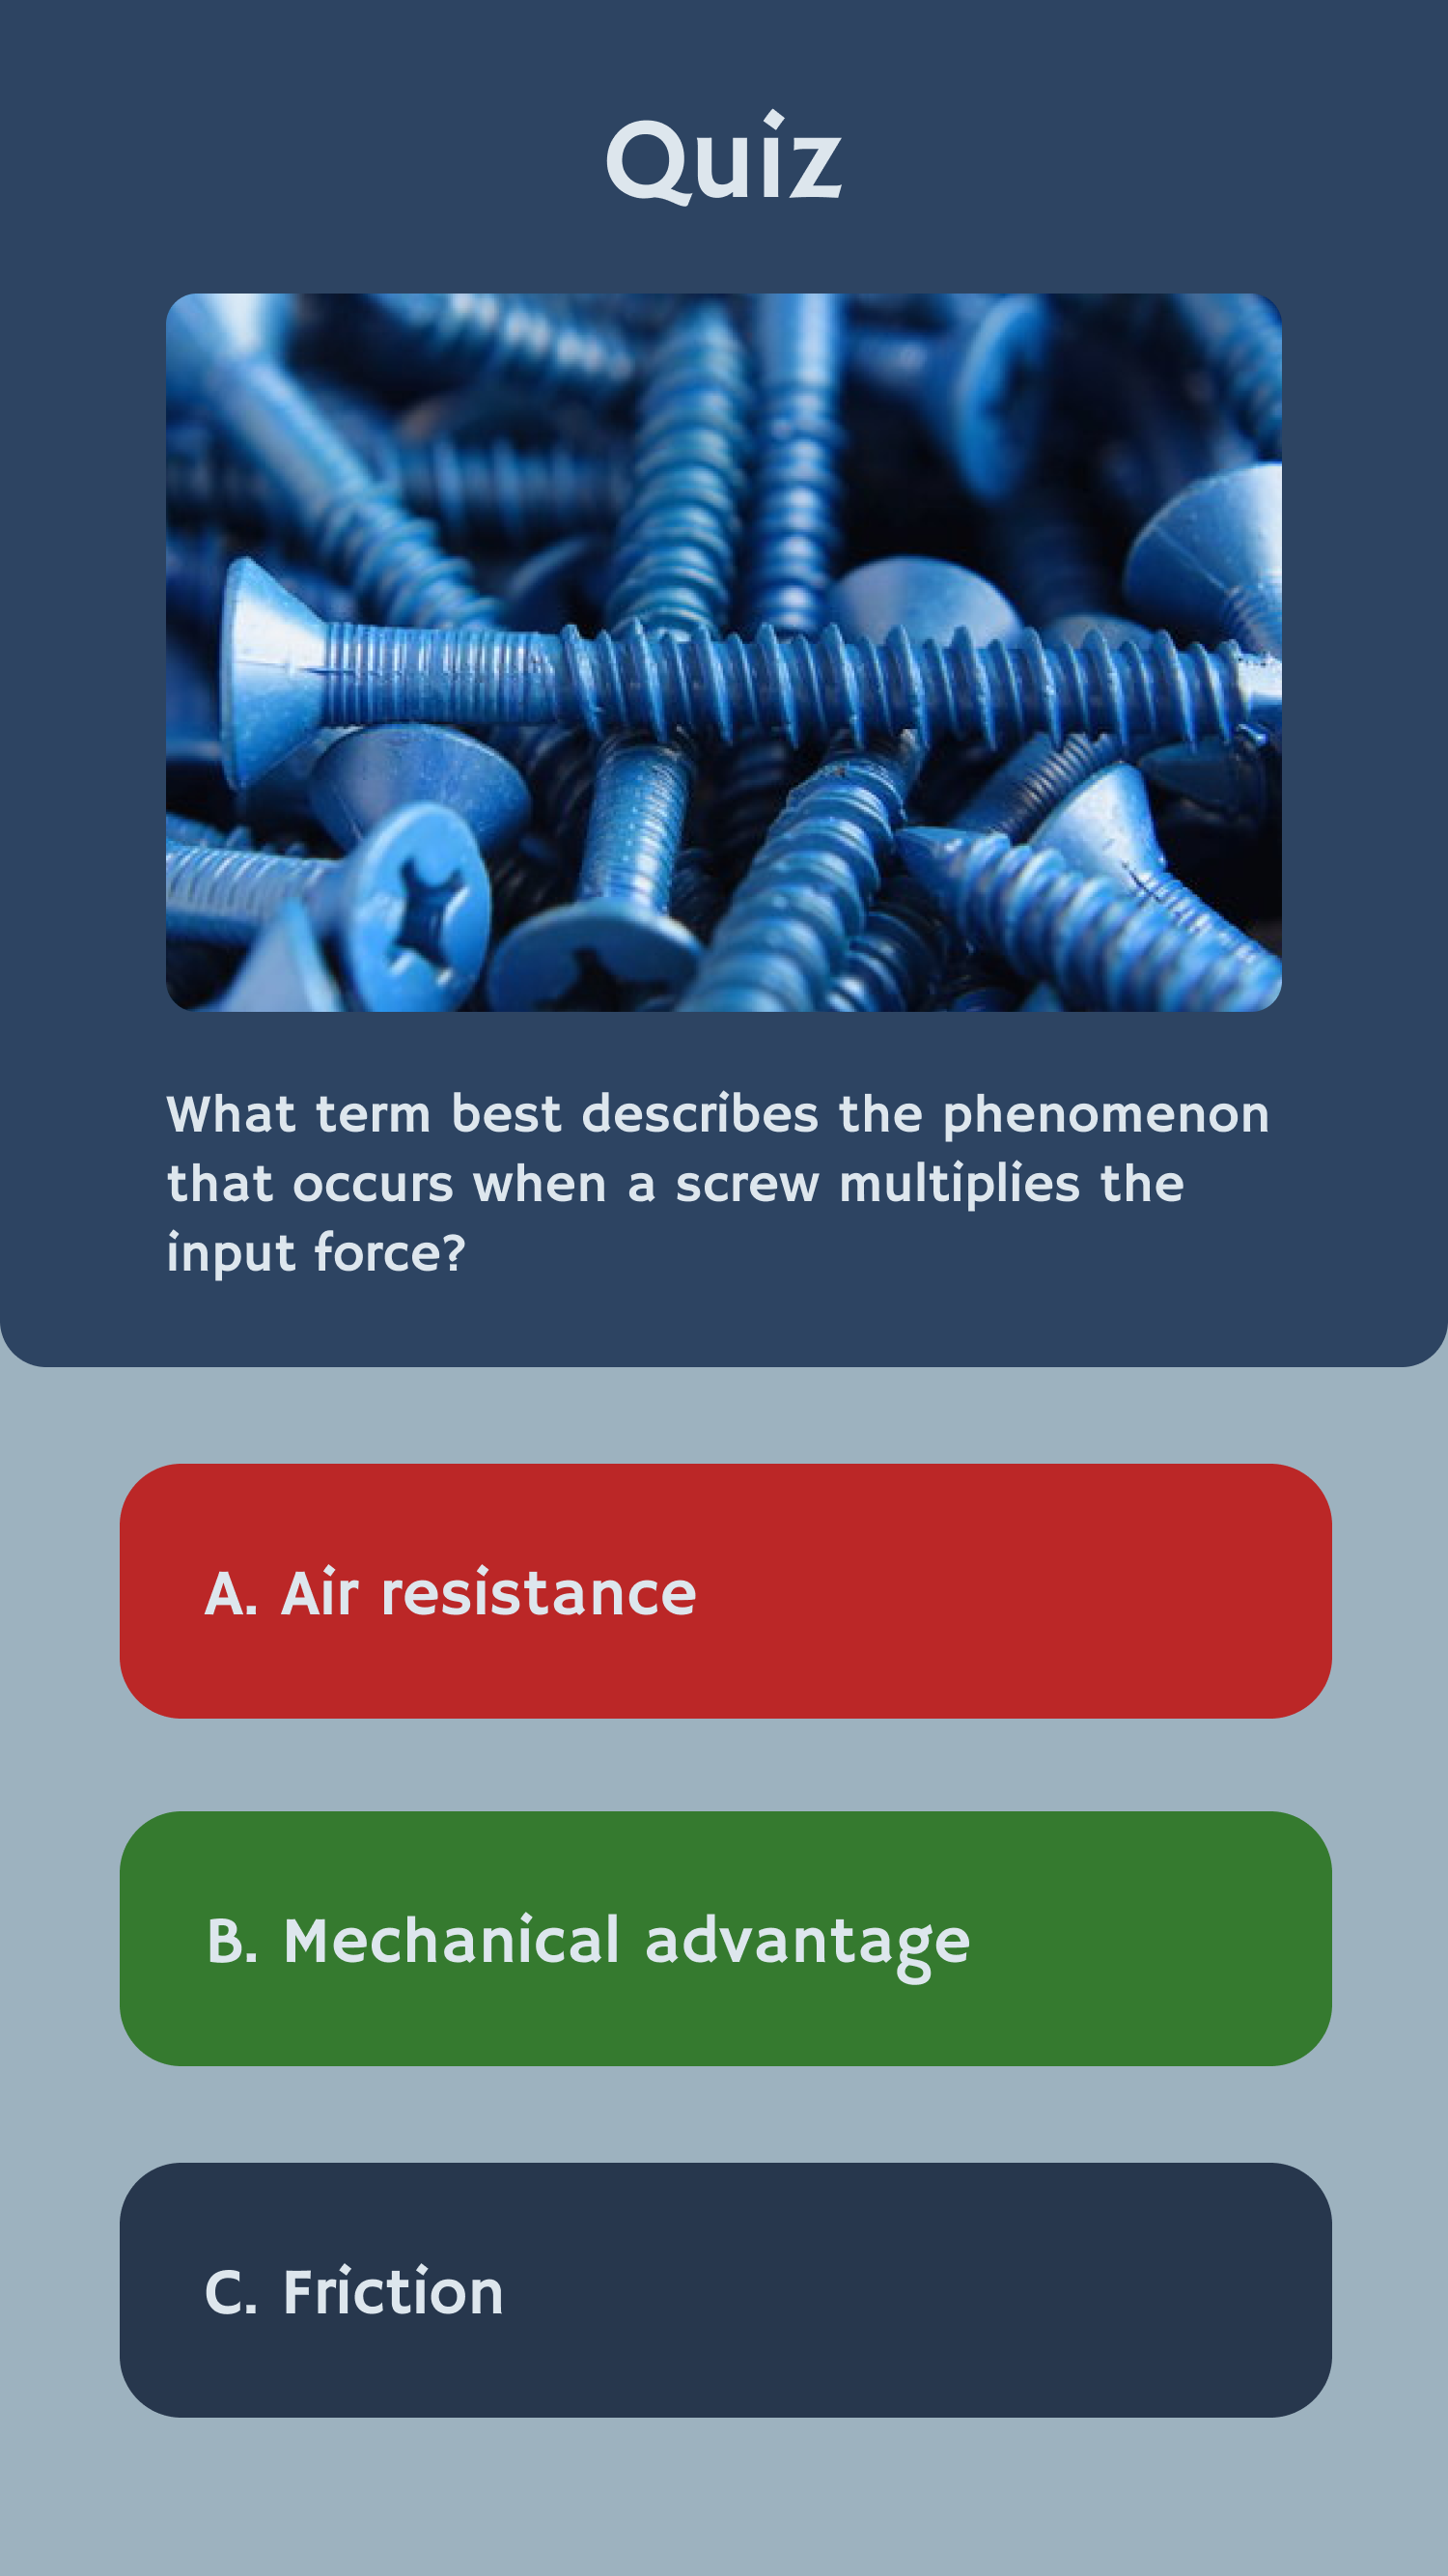 Quiz
What term best describes the phenomenon
that occurs when a screw multiplies the
input force?
A. Air resistance
B. Mechanical advantage
C. Friction